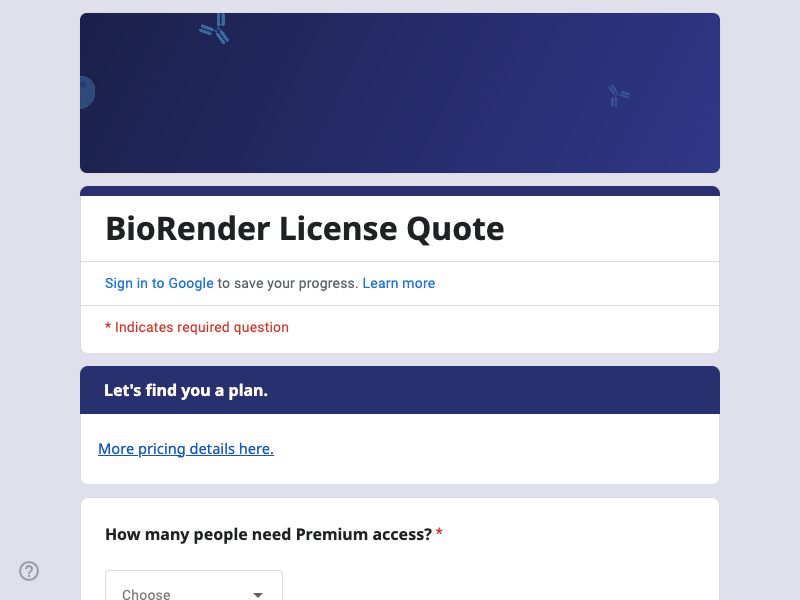 BioRender License Quote
Sign in to Google to save your progress. Learn more
* Indicates required question
Let's find you a plan.
More pricing details here.
How many people need Premium access? *
Choose